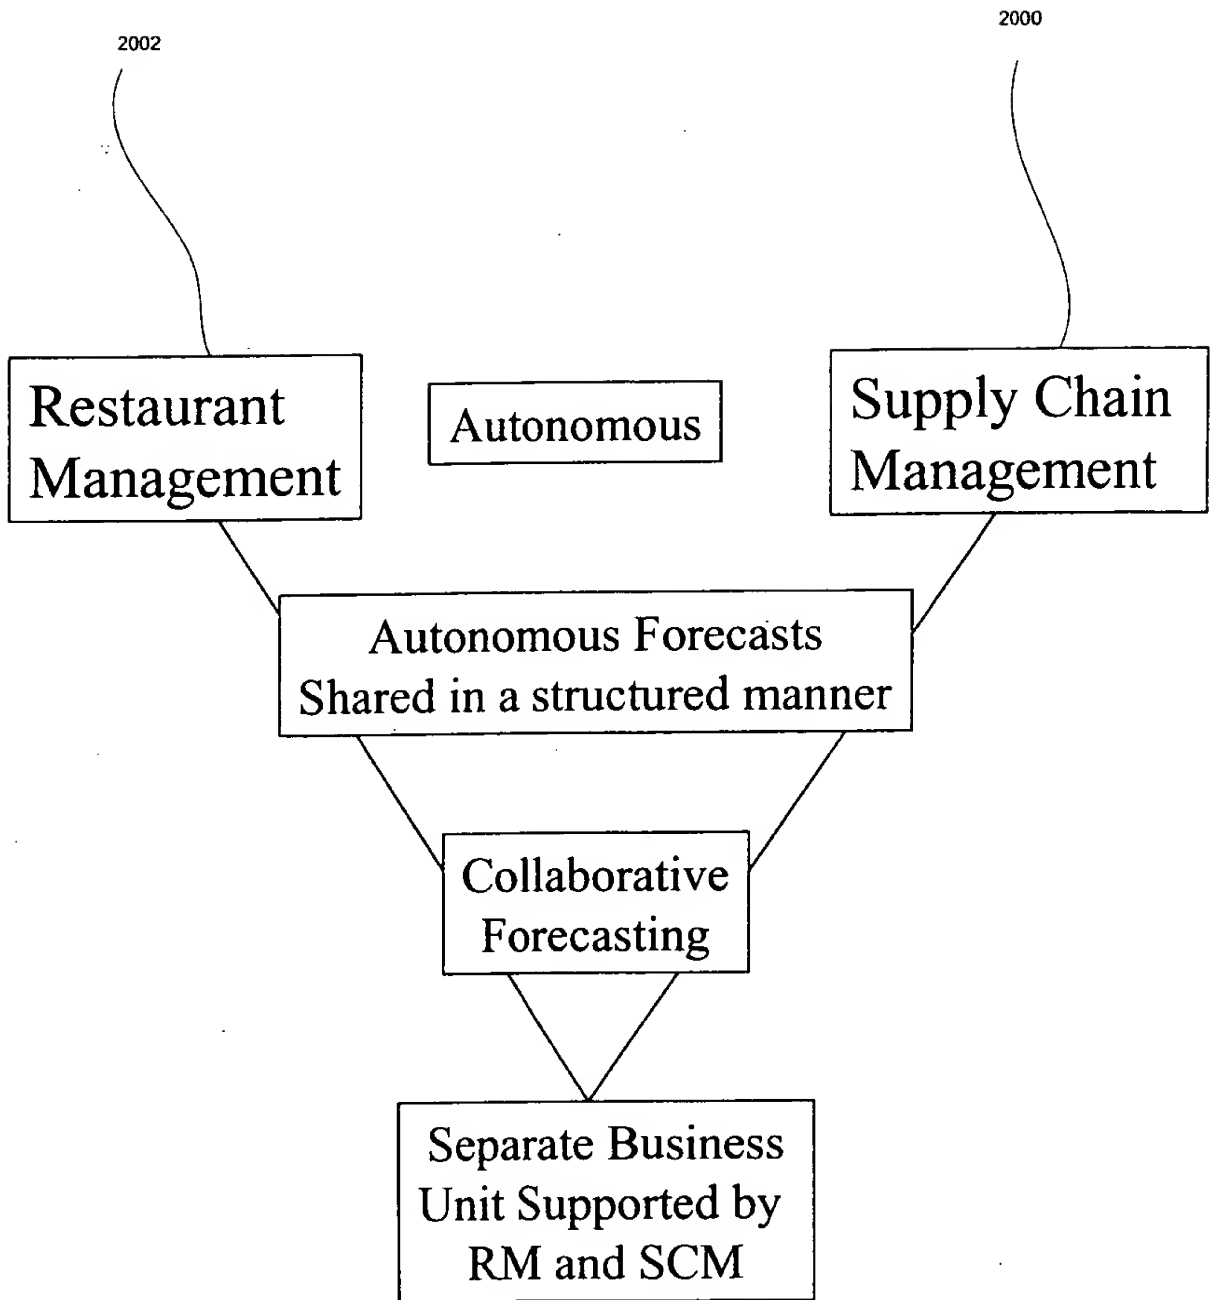 2002
2000
Restaurant
Management
Autonomous
Supply Chain
Management
Autonomous Forecasts
Shared in a structured manner
Collaborative
Forecasting
Separate Business
Unit Supported by
RM and SCM